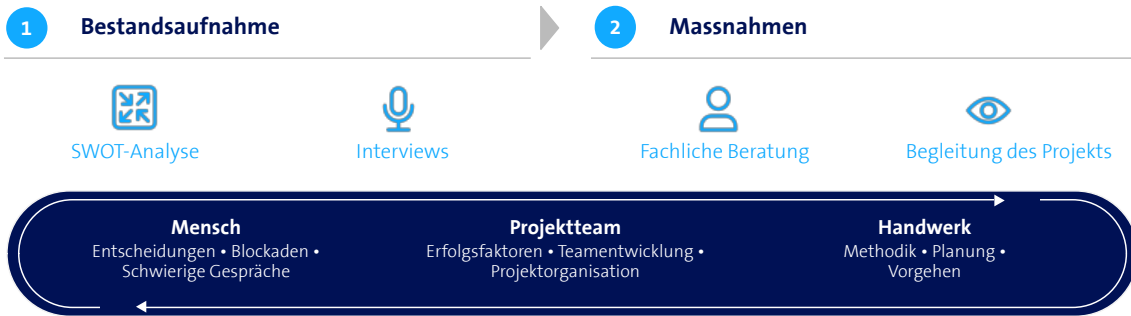 1 Bestandsaufnahme
2 Massnahmen
SWOT-Analyse
Interviews
Fachliche Beratung
Begleitung des Projekts
Mensch
Entscheidungen • Blockaden •
Schwierige Gespräche
Projektteam
Erfolgsfaktoren • Teamentwicklung •
Projektorganisation
Handwerk
Methodik • Planung •
Vorgehen